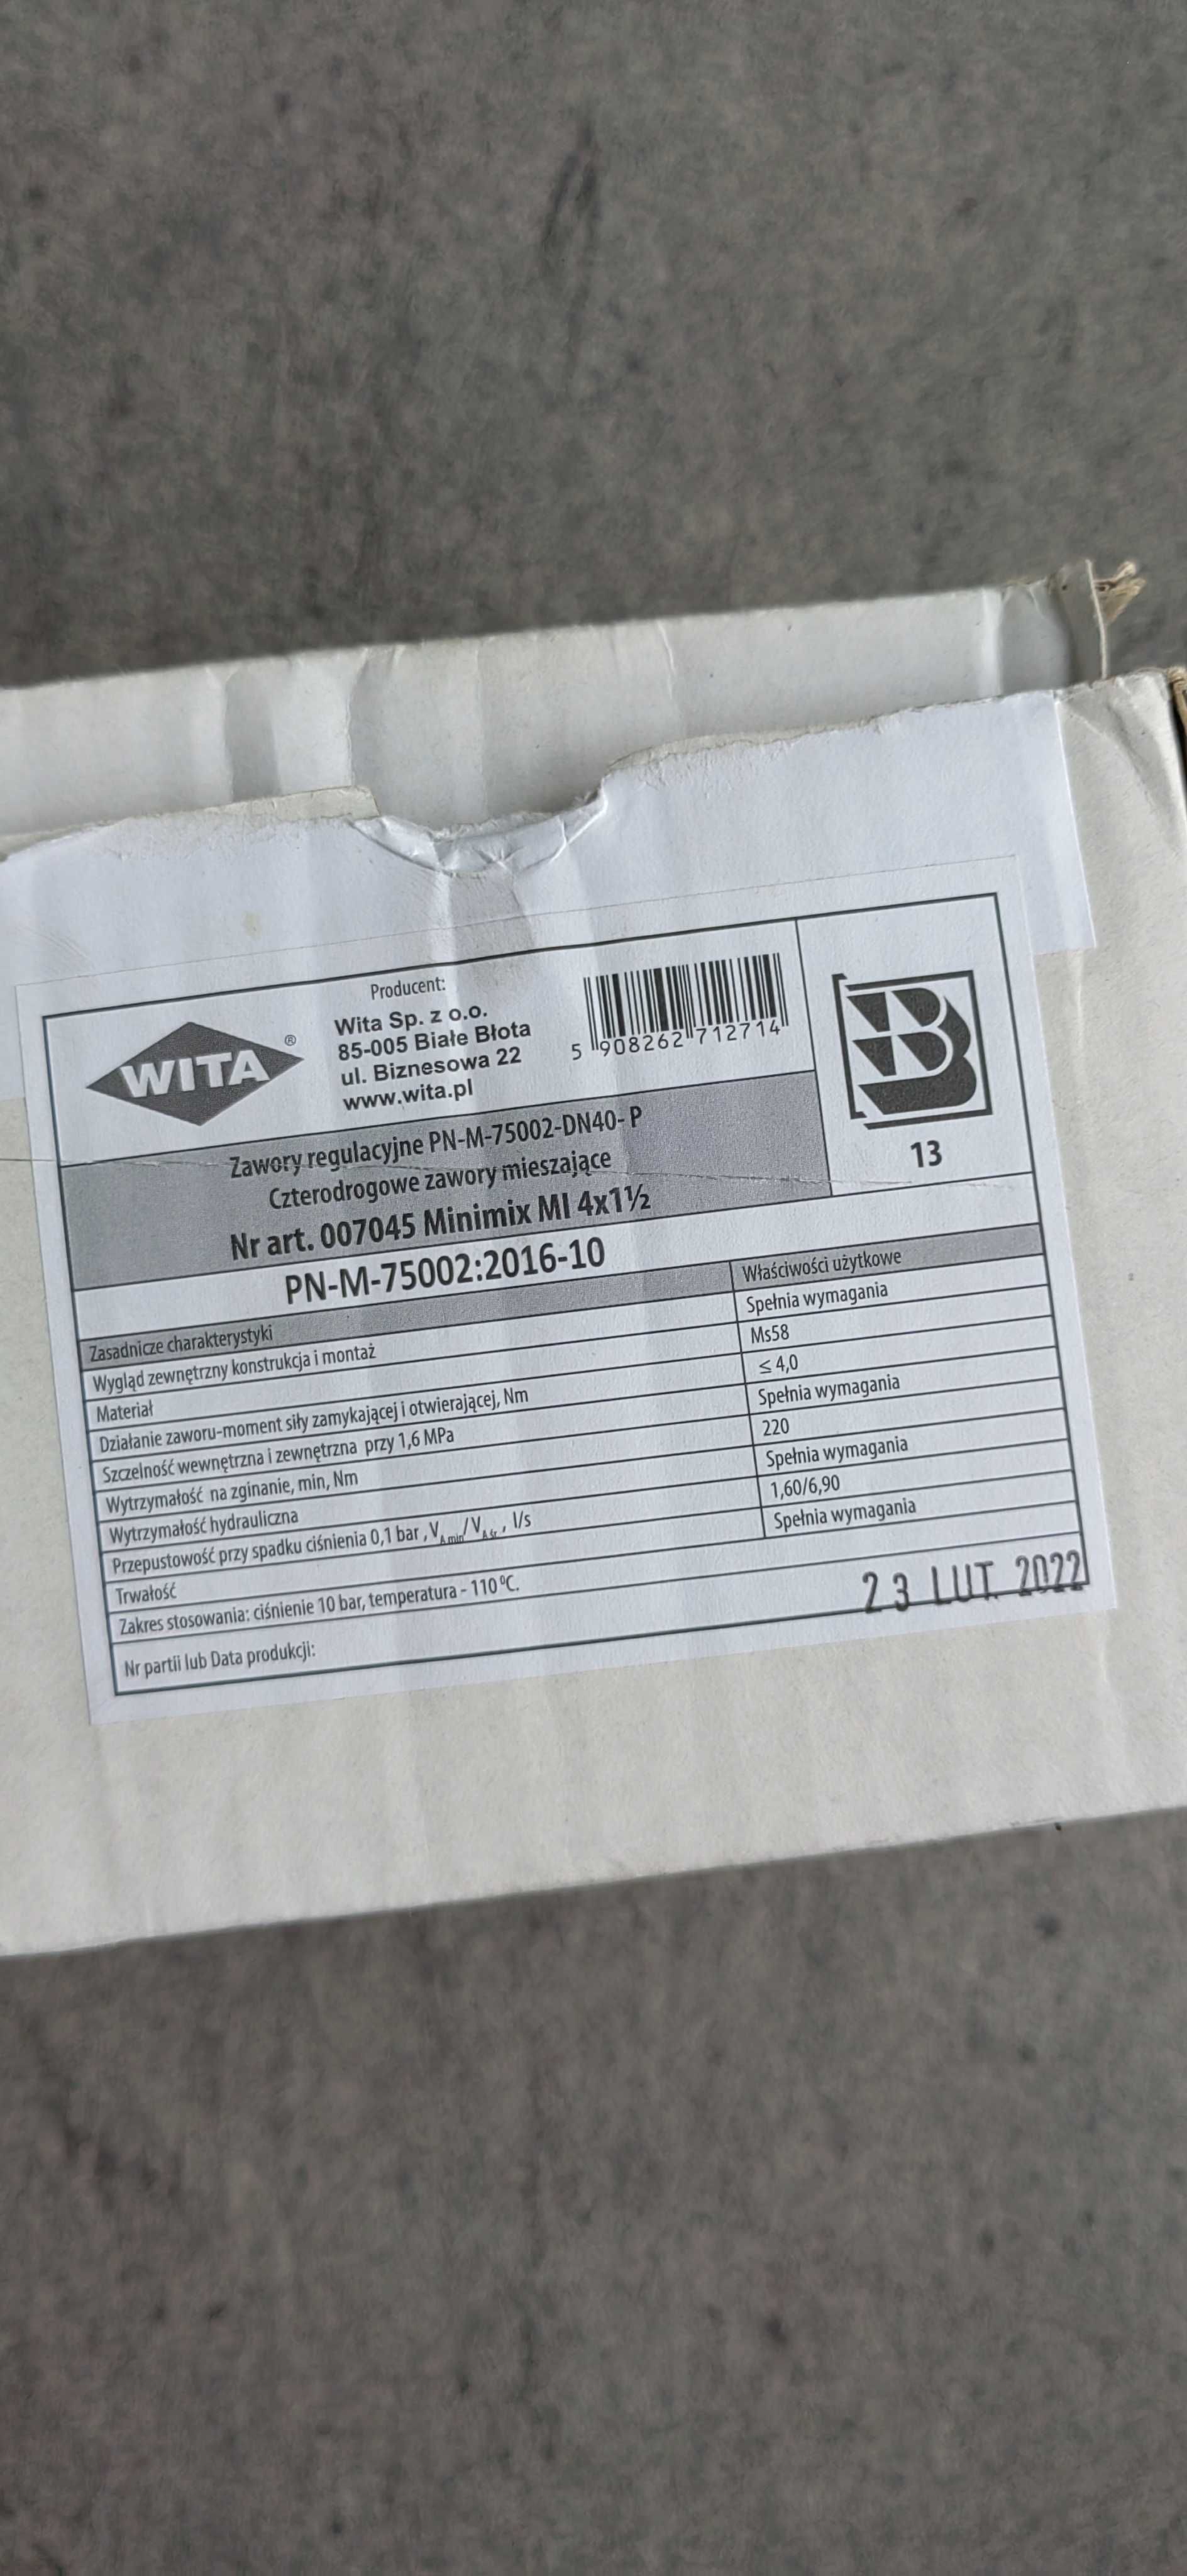 WITA ®
Producent:
Wita Sp. z o.o.
85-005 Białe Błota
ul. Biznesowa 22
www.wita.pl
5 908262 712714
B
13
Zawory regulacyjne PN-M-75002-DN40- P
Czterodrogowe zawory mieszające
Nr art. 007045 Minimix MI 4x1½
PN-M-75002:2016-10
Zasadnicze charakterystyki Właściwości użytkowe
Wygląd zewnętrzny konstrukcja i montaż Spełnia wymagania
Materiał Ms58
Działanie zaworu-moment siły zamykającej i otwierającej, Nm ≤ 4,0
Szczelność wewnętrzna i zewnętrzna przy 1,6 MPa Spełnia wymagania
Wytrzymałość na zginanie, min, Nm 220
Wytrzymałość hydrauliczna Spełnia wymagania
Przepustowość przy spadku ciśnienia 0,1 bar , VA min/VA śr , l/s 1,60/6,90
Trwałość Spełnia wymagania
Zakres stosowania: ciśnienie 10 bar, temperatura - 110 °C.
Nr partii lub Data produkcji: 23 LUT. 2022